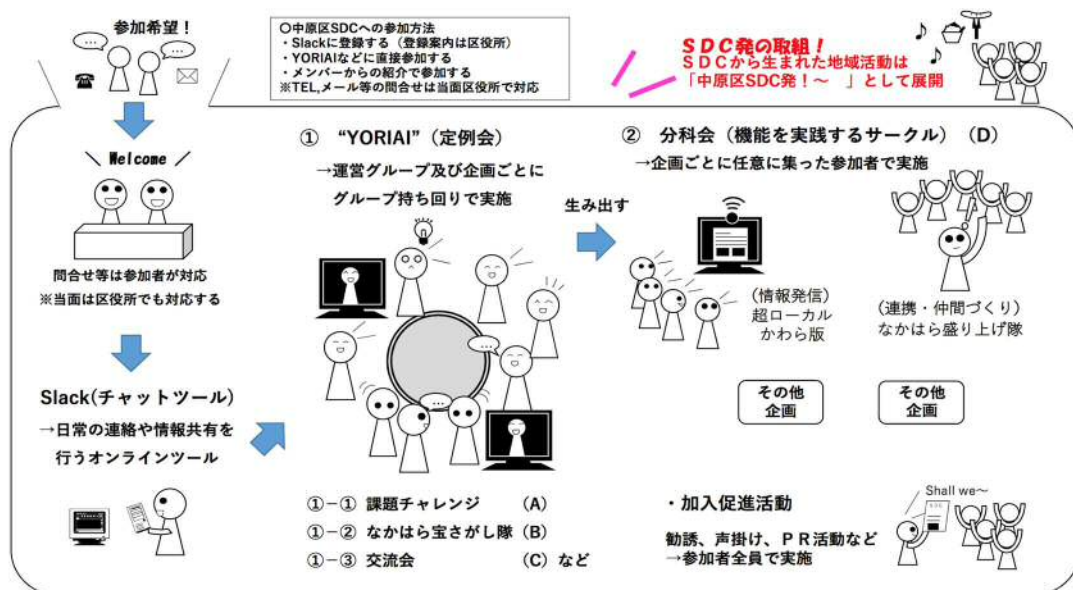 参加希望！
〇中原区SDCへの参加方法
・Slackに登録する（登録案内は区役所）
・YORIAIなどに直接参加する
・メンバーからの紹介で参加する
※TEL,メール等の問合せは当面区役所で対応
ＳＤＣ発の取組！
ＳＤＣから生まれた地域活動は
「中原区SDC発！～　」として展開
Welcome
問合せ等は参加者が対応
※当面は区役所でも対応する
Slack(チャットツール)
→日常の連絡や情報共有を
行うオンラインツール
① “YORIAI”（定例会）
→運営グループ及び企画ごとに
グループ持ち回りで実施
①－① 課題チャレンジ （A）
①－② なかはら宝さがし隊（B）
①－③ 交流会 （C）など
生み出す
② 分科会（機能を実践するサークル）（D）
→企画ごとに任意に集った参加者で実施
（情報発信）
超ローカル
かわら版
（連携・仲間づくり）
なかはら盛り上げ隊
その他
企画
その他
企画
・加入促進活動
勧誘、声掛け、ＰＲ活動など
→参加者全員で実施
Shall we～